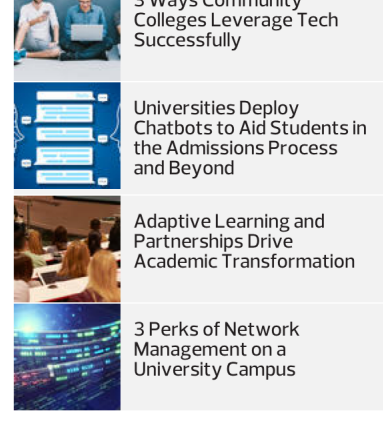 3 Ways Community
Colleges Leverage Tech
Successfully
Universities Deploy
Chatbots to Aid Students in
the Admissions Process
and Beyond
Adaptive Learning and
Partnerships Drive
Academic Transformation
3 Perks of Network
Management on a
University Campus